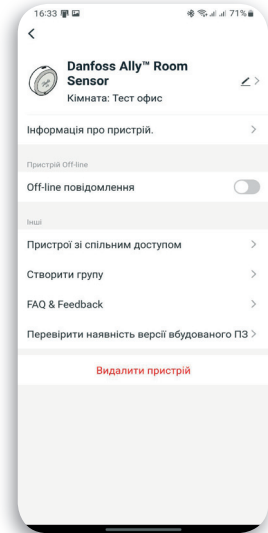 16:33
71%
Danfoss Ally™ Room
Sensor
Кімната: Тест офис
Інформація про пристрій.
Пристрій Off-line
Off-line повідомлення
Інші
Пристрої зі спільним доступом
Створити групу
FAQ & Feedback
Перевірити наявність версії вбудованого ПЗ
Видалити пристрій